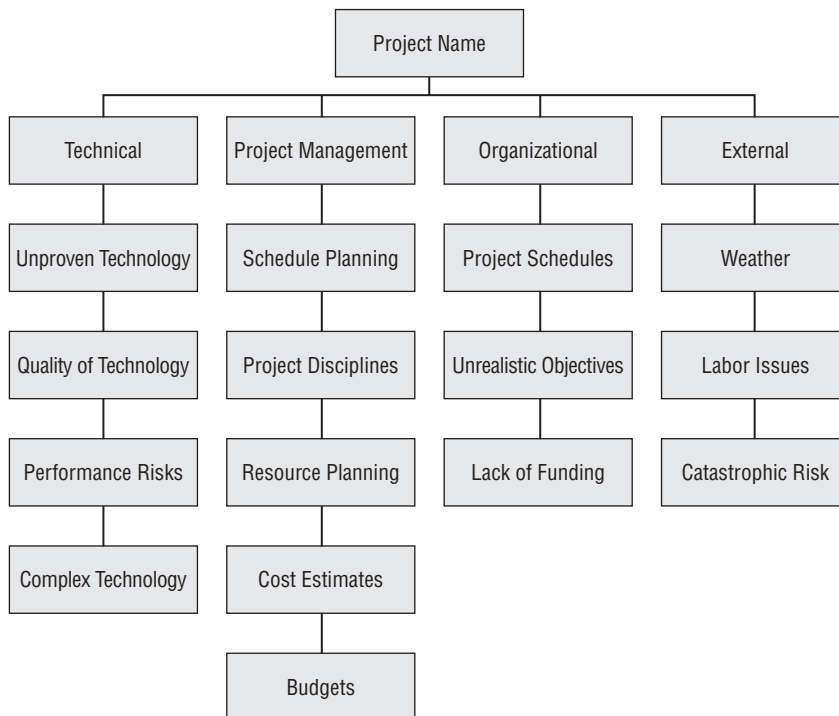 Project Name
Technical
Project Management
Organizational
External
Unproven Technology
Schedule Planning
Project Schedules
Weather
Quality of Technology
Project Disciplines
Unrealistic Objectives
Labor Issues
Performance Risks
Resource Planning
Lack of Funding
Catastrophic Risk
Complex Technology
Cost Estimates
Budgets